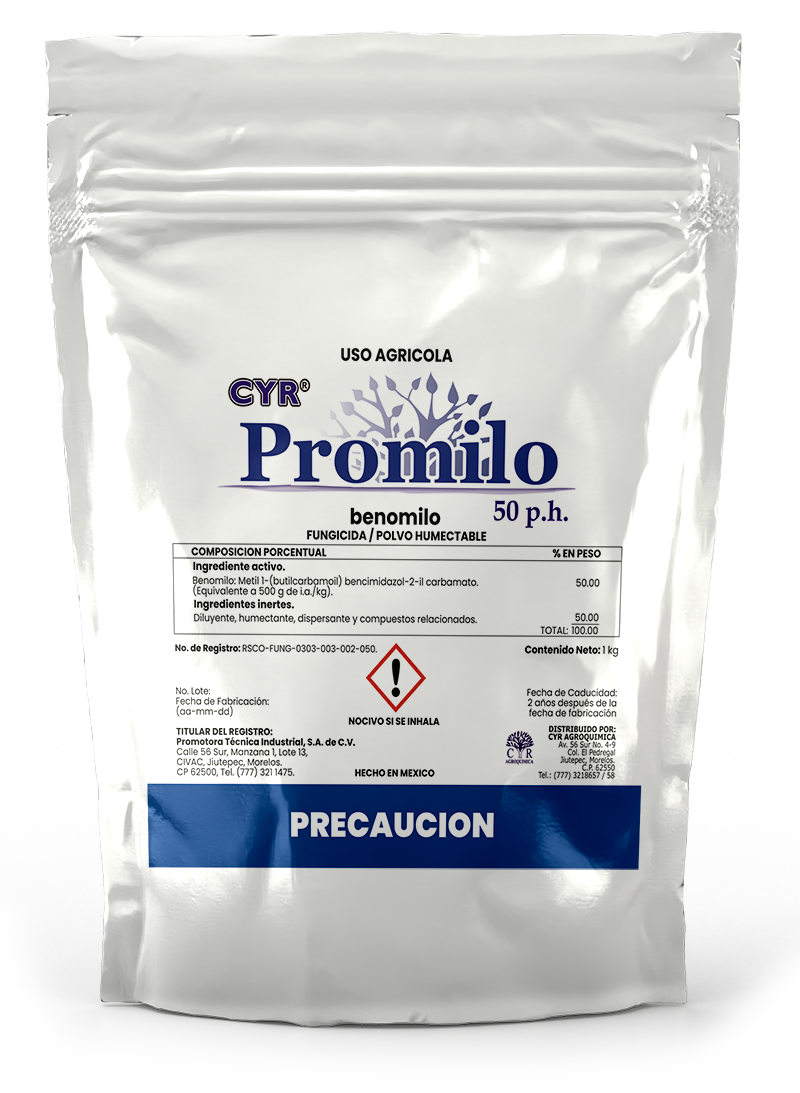 USO AGRICOLA
CYR®
Promilo
50 p.h.
benomilo
FUNGICIDA / POLVO HUMECTABLE
COMPOSICION PORCENTUAL % EN PESO
Ingrediente activo.
Benomilo: Metil 1-(butilcarbamoil) bencimidazol-2-il carbamato. 50.00
(Equivalente a 500 g de i.a./kg).
Ingredientes inertes.
Diluyente, humectante, dispersante y compuestos relacionados. 50.00
TOTAL: 100.00
No. de Registro: RSCO-FUNG-0303-003-002-050.
Contenido Neto: 1 kg
No. Lote:
Fecha de Fabricación:
(aa-mm-dd)
NOCIVO SI SE INHALA
Fecha de Caducidad:
2 años después de la
fecha de fabricación
TITULAR DEL REGISTRO:
Promotora Técnica Industrial, S.A. de C.V.
Calle 56 Sur, Manzana 1, Lote 13,
CIVAC, Jiutepec, Morelos.
CP 62500, Tel. (777) 321 1475.
HECHO EN MEXICO
C Y R
AGROQUIMICA
DISTRIBUIDO POR:
CYR AGROQUIMICA
Av. 56 Sur No. 4-9
Col. El Pedregal
Jiutepec, Morelos.
C.P. 62550
Tel.: (777) 3218657 / 58
PRECAUCION